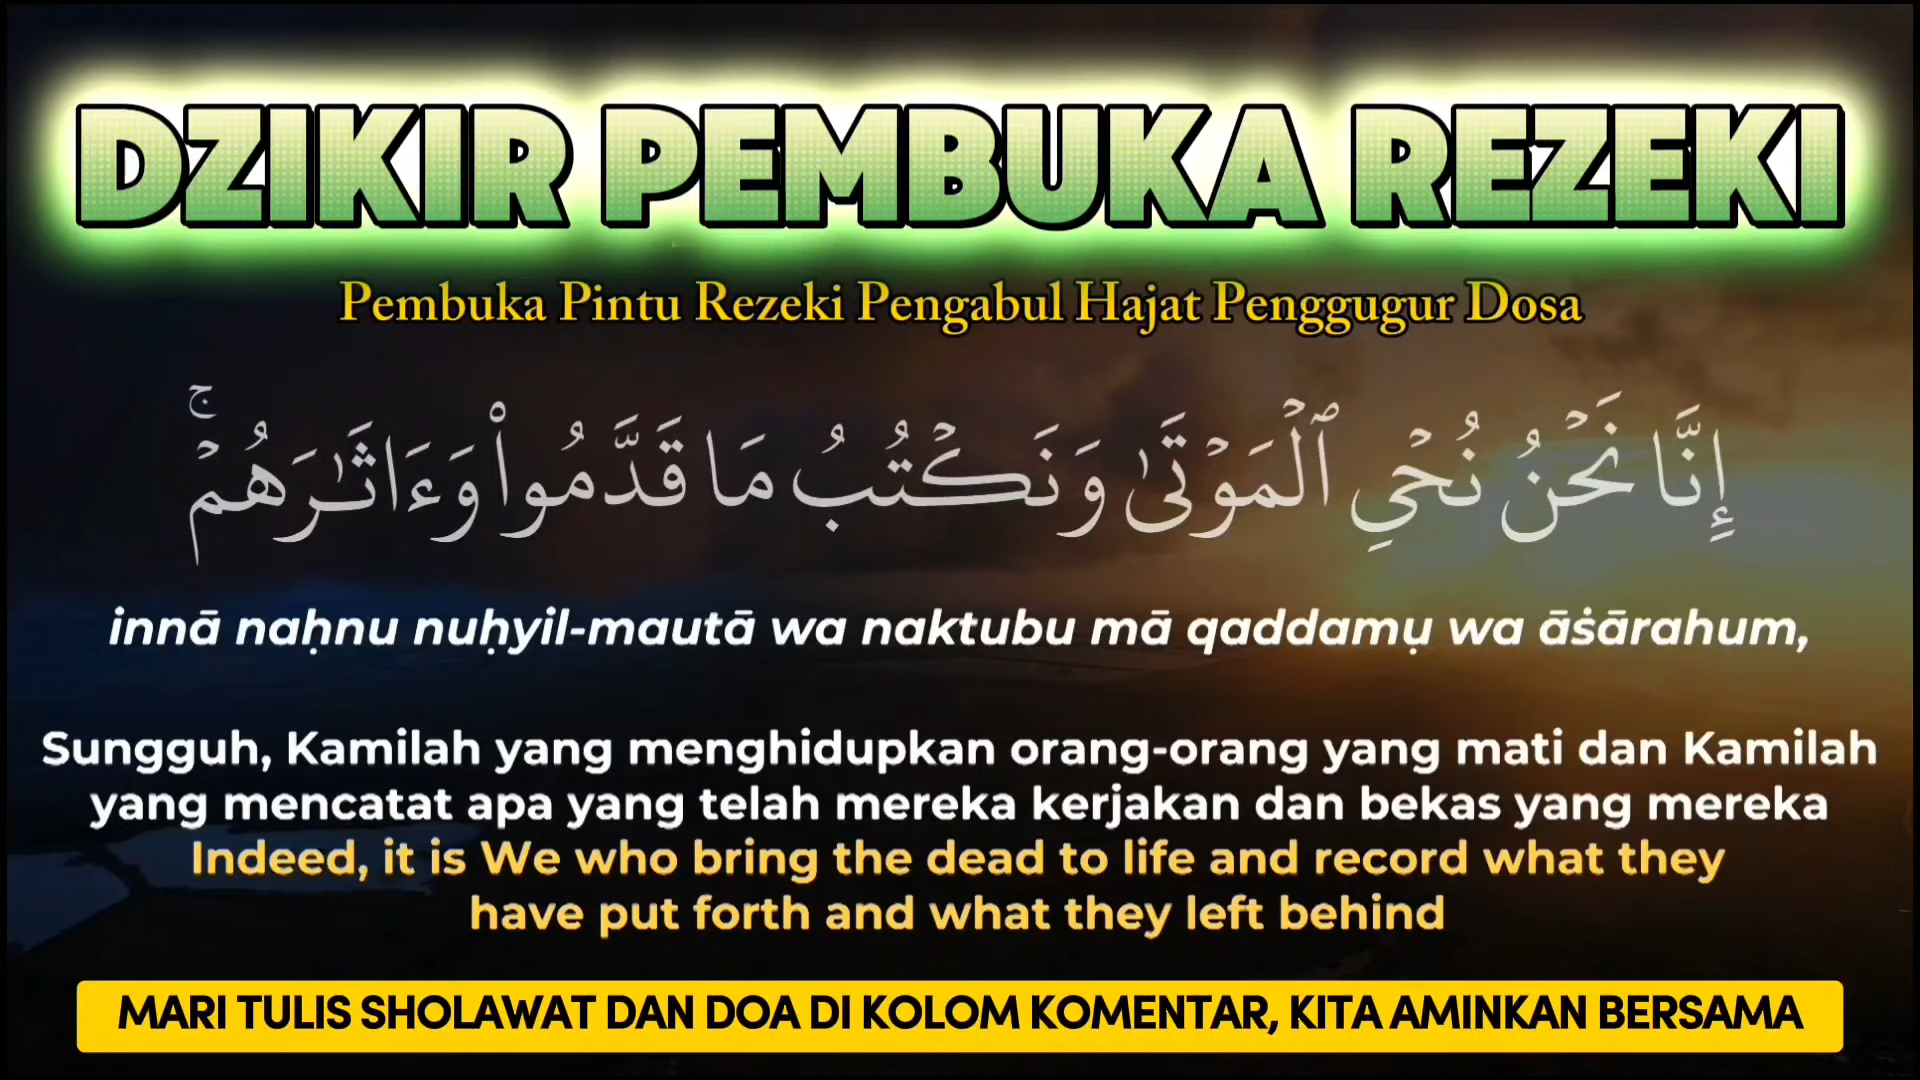 DZIKIR PEMBUKA REZEKI
Pembuka Pintu Rezeki Pengabul Hajat Penggugur Dosa
إِنَّا نَحۡنُ نُحۡيِ ٱلۡمَوۡتَىٰ وَنَكۡتُبُ مَا قَدَّمُواْ وَءَاثَٰرَهُمۡۚ
innā naḥnu nuḥyil-mautā wa naktubu mā qaddamụ wa āṡārahum,
Sungguh, Kamilah yang menghidupkan orang-orang yang mati dan Kamilah
yang mencatat apa yang telah mereka kerjakan dan bekas yang mereka
Indeed, it is We who bring the dead to life and record what they
have put forth and what they left behind
MARI TULIS SHOLAWAT DAN DOA DI KOLOM KOMENTAR, KITA AMINKAN BERSAMA